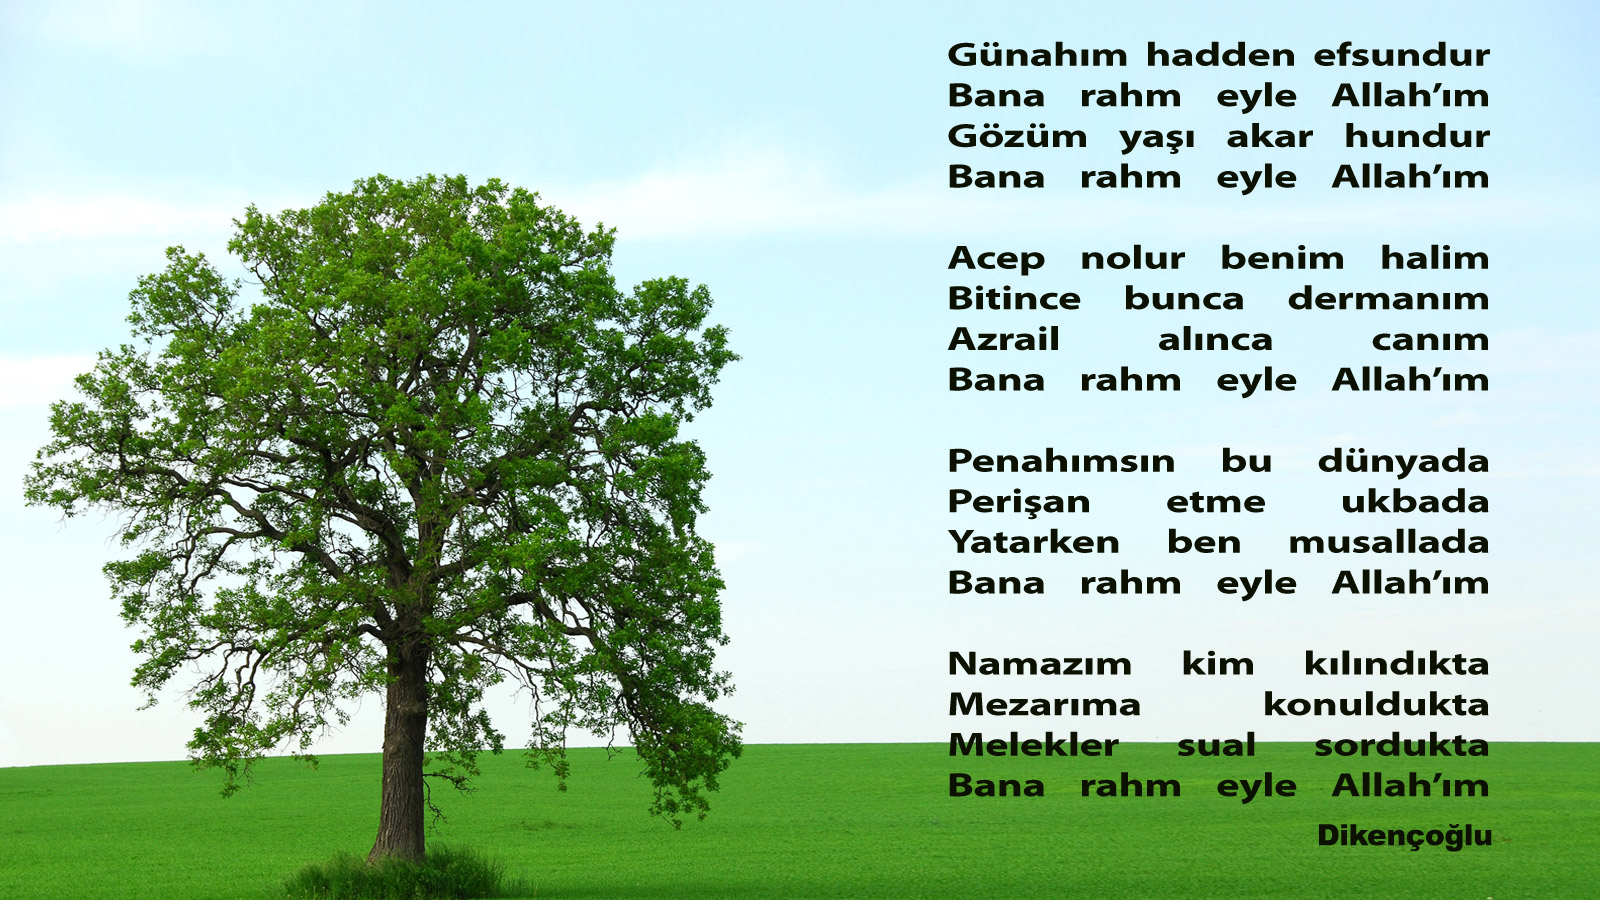 Günahım hadden efsundur
Bana rahm eyle Allah’ım
Gözüm yaşı akar hundur
Bana rahm eyle Allah’ım
Acep nolur benim halim
Bitince bunca dermanım
Azrail alınca canım
Bana rahm eyle Allah’ım
Penahımsın bu dünyada
Perişan etme ukbada
Yatarken ben musallada
Bana rahm eyle Allah’ım
Namazım kim kılındıkta
Mezarıma konuldukta
Melekler sual sordukta
Bana rahm eyle Allah’ım
Dikençoğlu